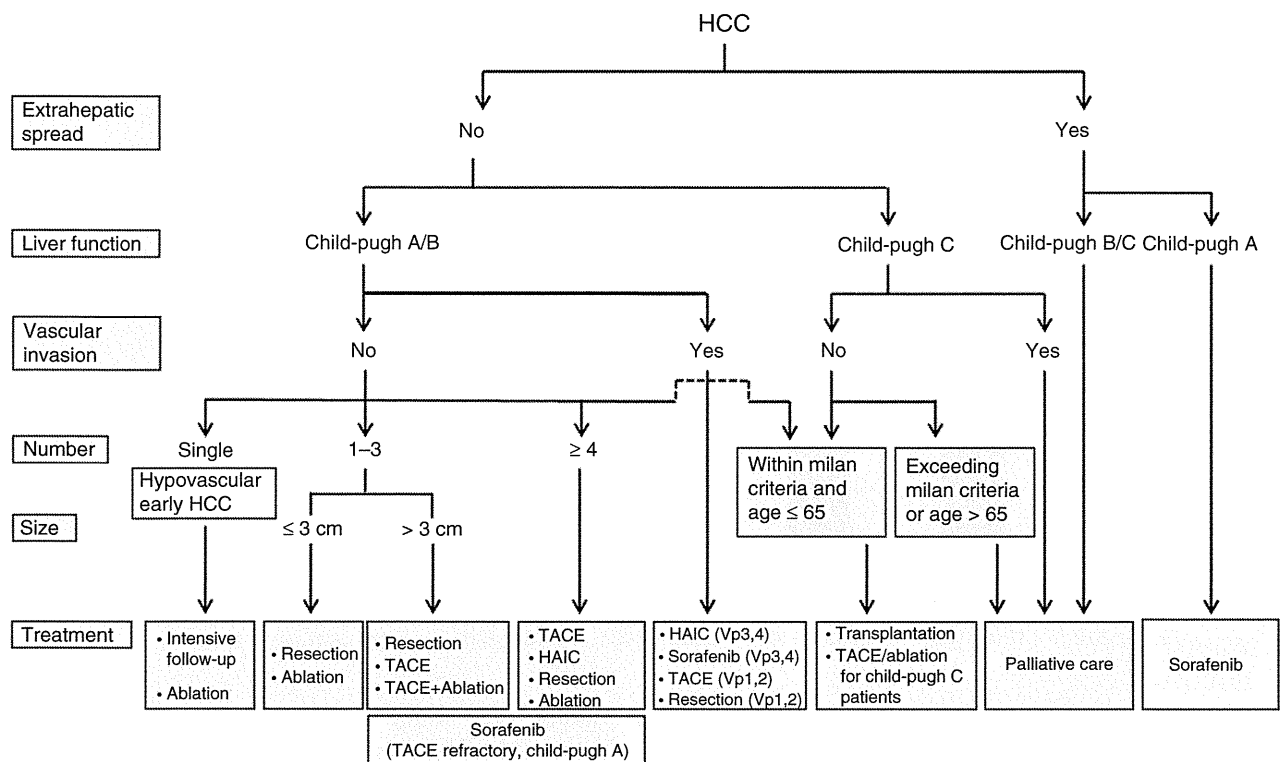 HCC
Extrahepatic
spread
No
Yes
Liver function
Child-pugh A/B
Child-pugh C
Child-pugh B/C
Child-pugh A
Vascular
invasion
No
Yes
No
Yes
Number
Single
1–3
≥ 4
Hypovascular
early HCC
Within milan
criteria and
age ≤ 65
Exceeding
milan criteria
or age > 65
Size
≤ 3 cm
> 3 cm
Treatment
• Intensive
follow-up
• Ablation
• Resection
• Ablation
• Resection
• TACE
• TACE+Ablation
• TACE
• HAIC
• Resection
• Ablation
• HAIC (Vp3,4)
• Sorafenib (Vp3,4)
• TACE (Vp1,2)
• Resection (Vp1,2)
• Transplantation
• TACE/ablation
for child-pugh C
patients
Palliative care
Sorafenib
Sorafenib
(TACE refractory, child-pugh A)